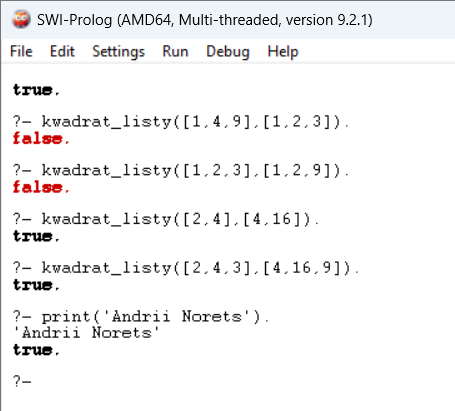 SWI-Prolog (AMD64, Multi-threaded, version 9.2.1)
File Edit Settings Run Debug Help
true.
?- kwadrat_listy([1,4,9],[1,2,3]).
false.
?- kwadrat_listy([1,2,3],[1,2,9]).
false.
?- kwadrat_listy([2,4],[4,16]).
true.
?- kwadrat_listy([2,4,3],[4,16,9]).
true.
?- print('Andrii Norets').
'Andrii Norets'
true.
?-